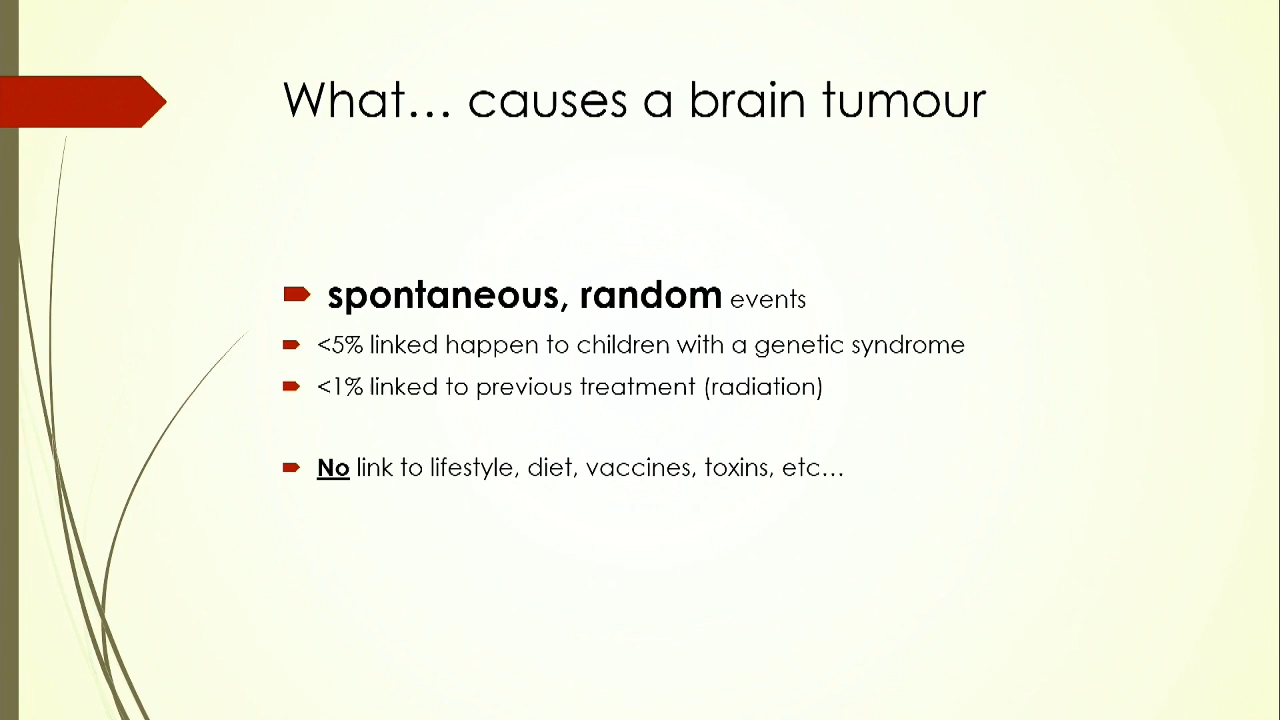 What… causes a brain tumour
spontaneous, random events
<5% linked happen to children with a genetic syndrome
<1% linked to previous treatment (radiation)
No link to lifestyle, diet, vaccines, toxins, etc…